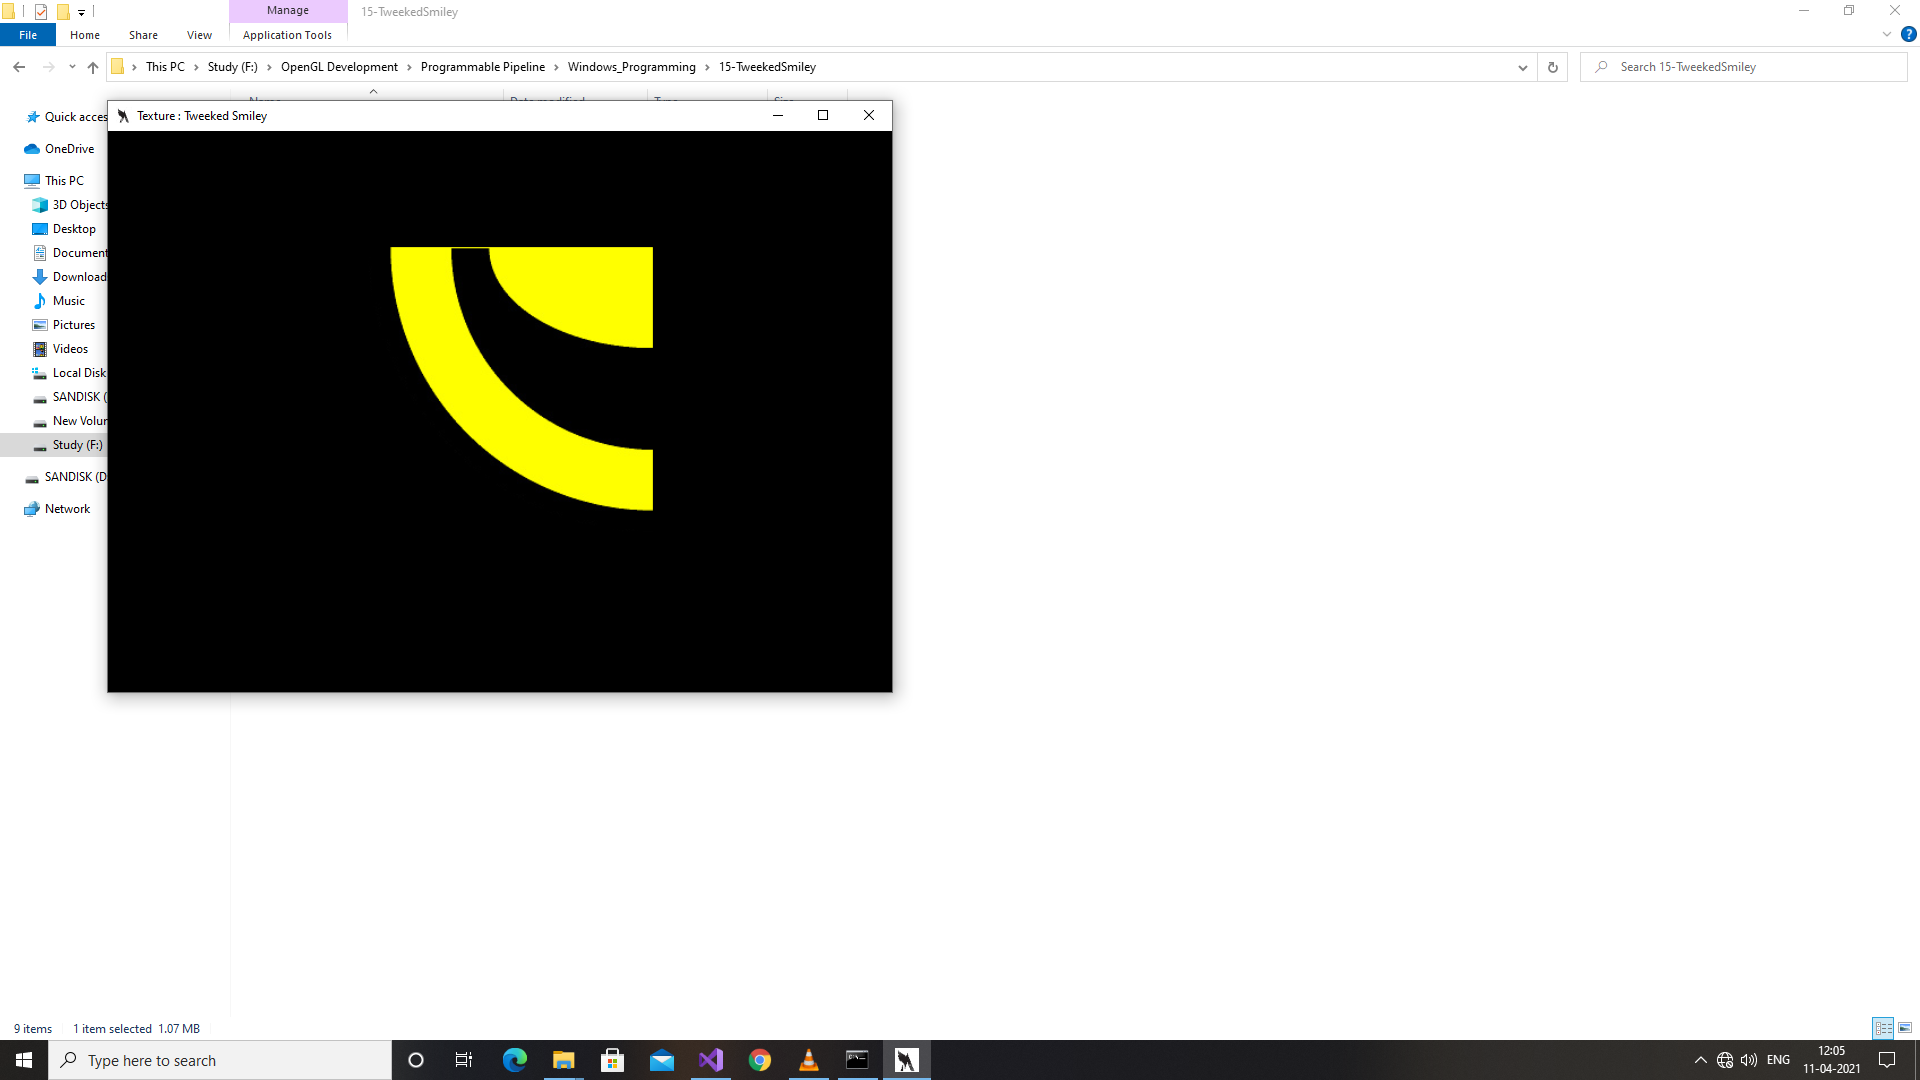 Manage
15-TweekedSmiley
File Home Share View Application Tools
This PC Study (F:) OpenGL Development Programmable Pipeline Windows_Programming 15-TweekedSmiley
Search 15-TweekedSmiley
Texture : Tweeked Smiley
Quick acces
OneDrive
This PC
3D Objects
Desktop
Document
Download
Music
Pictures
Videos
Local Disk
SANDISK (
New Volur
Study (F:)
SANDISK (D
Network
9 items 1 item selected 1.07 MB
Type here to search
ENG
12:05
11-04-2021